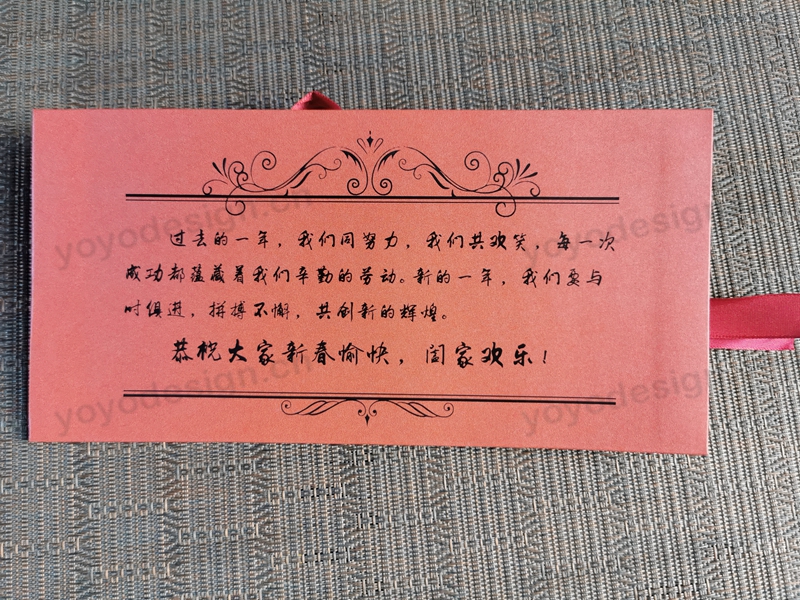 过去的一年，我们同努力，我们共欢笑，每一次
成功都蕴藏着我们辛勤的劳动。新的一年，我们要与
时俱进，拼搏不懈，共创新的辉煌。
恭祝大家新春愉快，阖家欢乐！
yoyodesign.cn
yoyodesign
yoyodesign.cn
yoyodesign